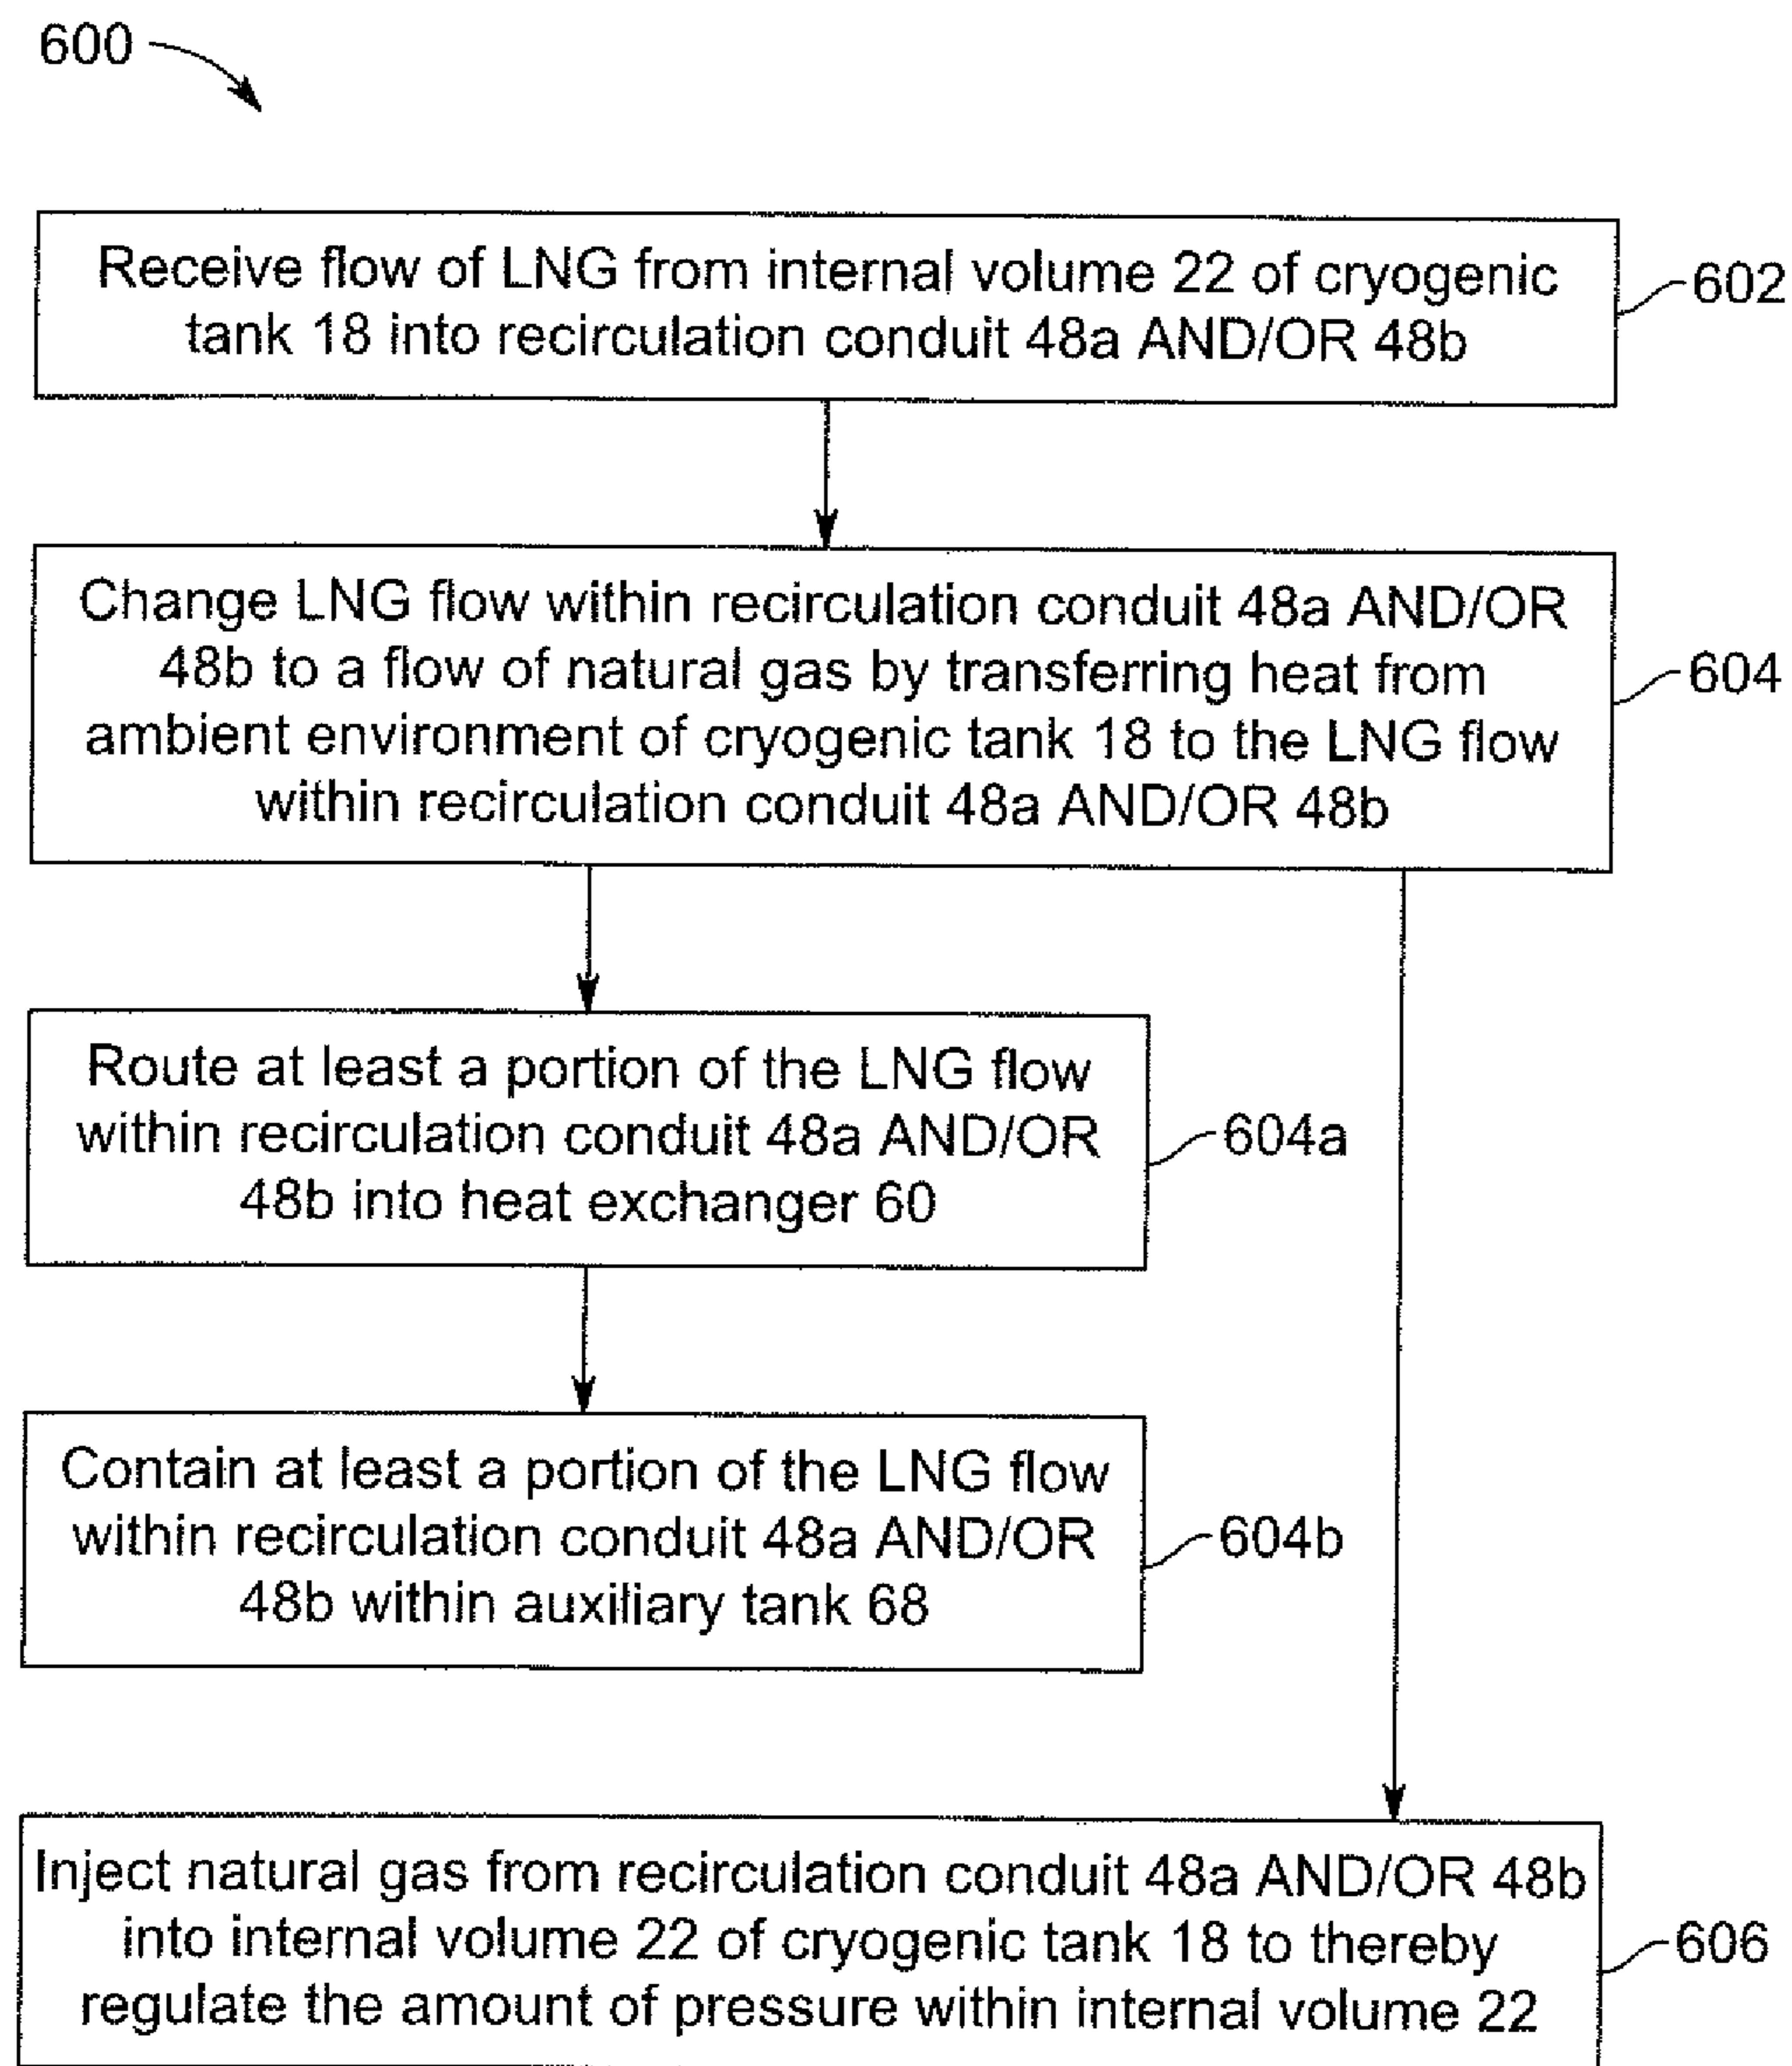 600
Receive flow of LNG from internal volume 22 of cryogenic
tank 18 into recirculation conduit 48a AND/OR 48b
602
Change LNG flow within recirculation conduit 48a AND/OR
48b to a flow of natural gas by transferring heat from
ambient environment of cryogenic tank 18 to the LNG flow
within recirculation conduit 48a AND/OR 48b
604
Route at least a portion of the LNG flow
within recirculation conduit 48a AND/OR
48b into heat exchanger 60
604a
Contain at least a portion of the LNG flow
within recirculation conduit 48a AND/OR
48b within auxiliary tank 68
604b
Inject natural gas from recirculation conduit 48a AND/OR 48b
into internal volume 22 of cryogenic tank 18 to thereby
regulate the amount of pressure within internal volume 22
606